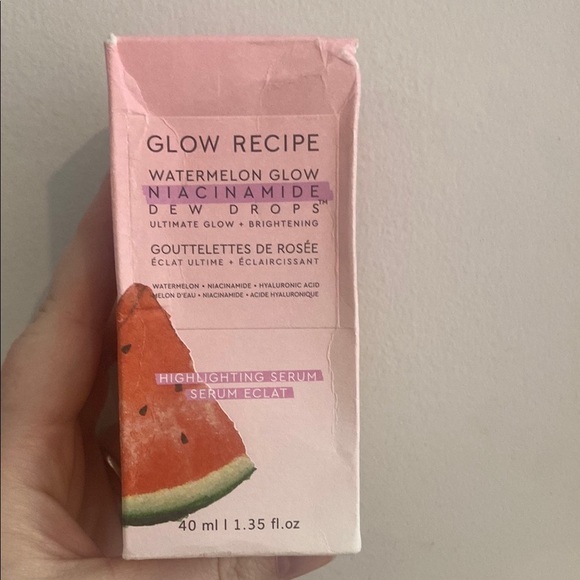 GLOW RECIPE
WATERMELON GLOW
NIACINAMIDE
DEW DROPS™
ULTIMATE GLOW + BRIGHTENING
GOUTTELETTES DE ROSÉE
ÉCLAT ULTIME + ÉCLAIRCISSANT
WATERMELON • NIACINAMIDE • HYALURONIC ACID
MELON D'EAU • NIACINAMIDE • ACIDE HYALURONIQUE
HIGHLIGHTING SERUM
SERUM ECLAT
40 ml | 1.35 fl.oz